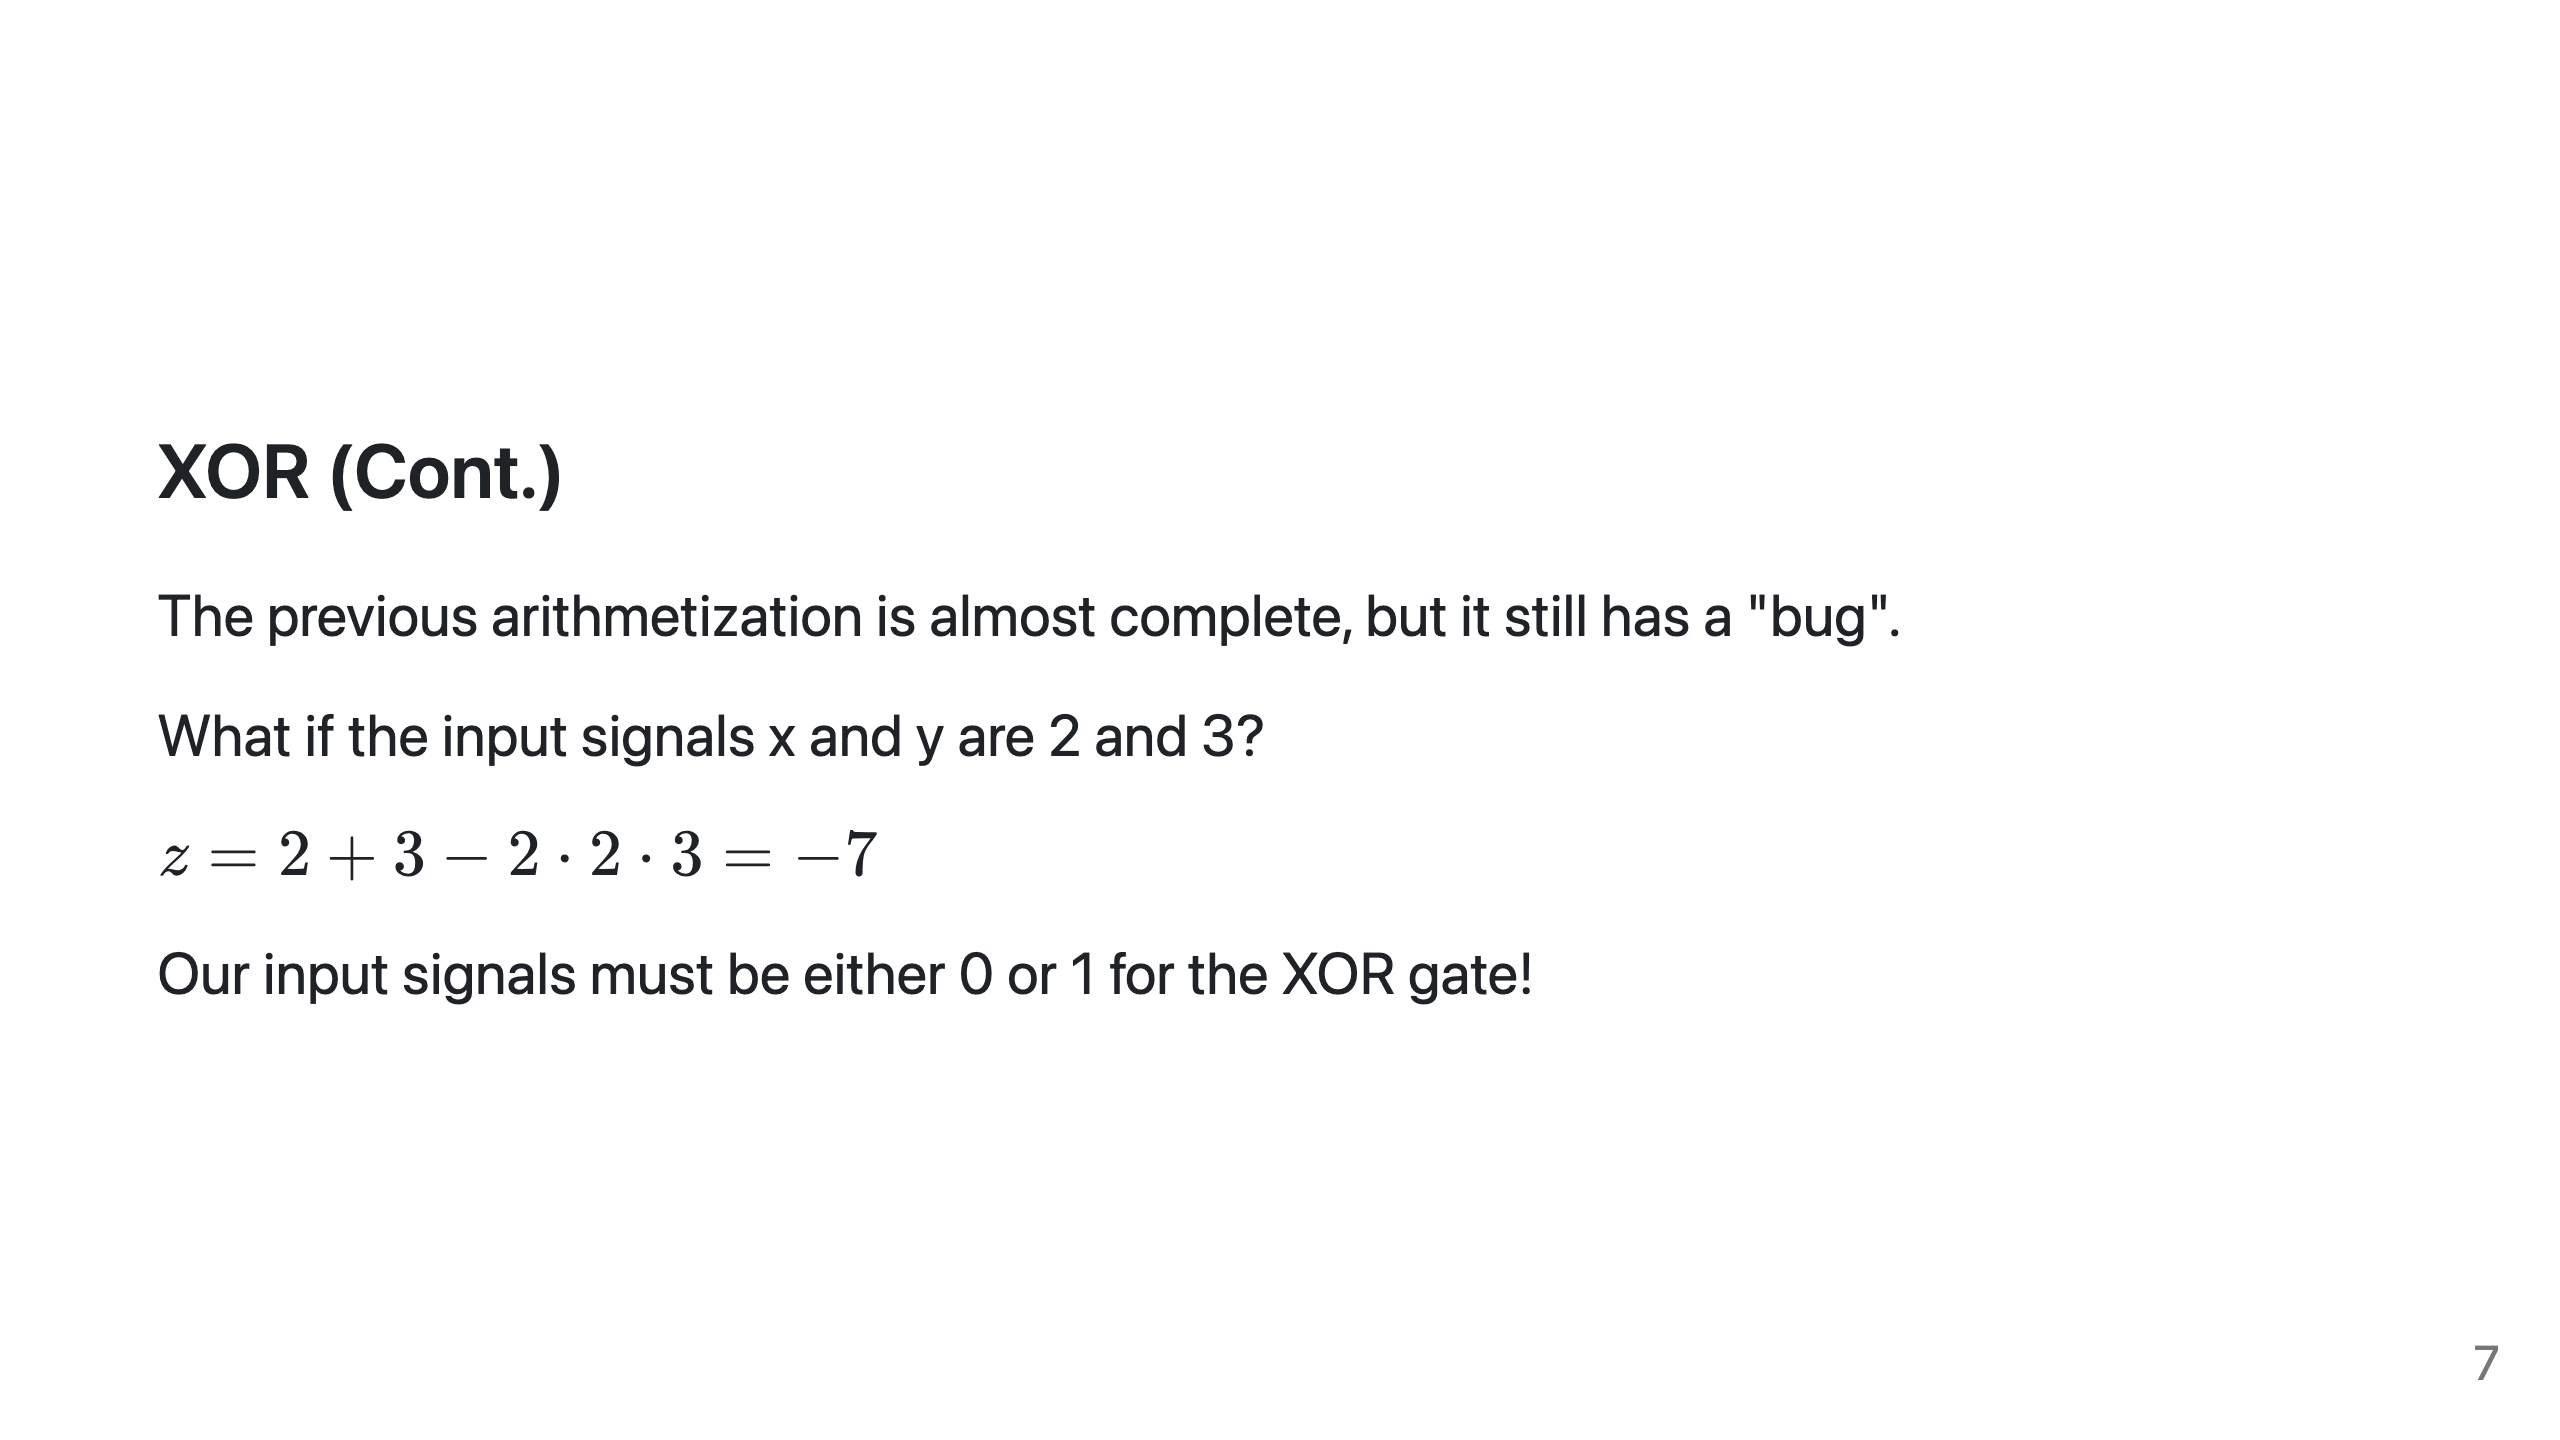 XOR (Cont.)
The previous arithmetization is almost complete, but it still has a "bug".
What if the input signals x and y are 2 and 3?
z = 2 + 3 − 2 · 2 · 3 = −7
Our input signals must be either 0 or 1 for the XOR gate!
7